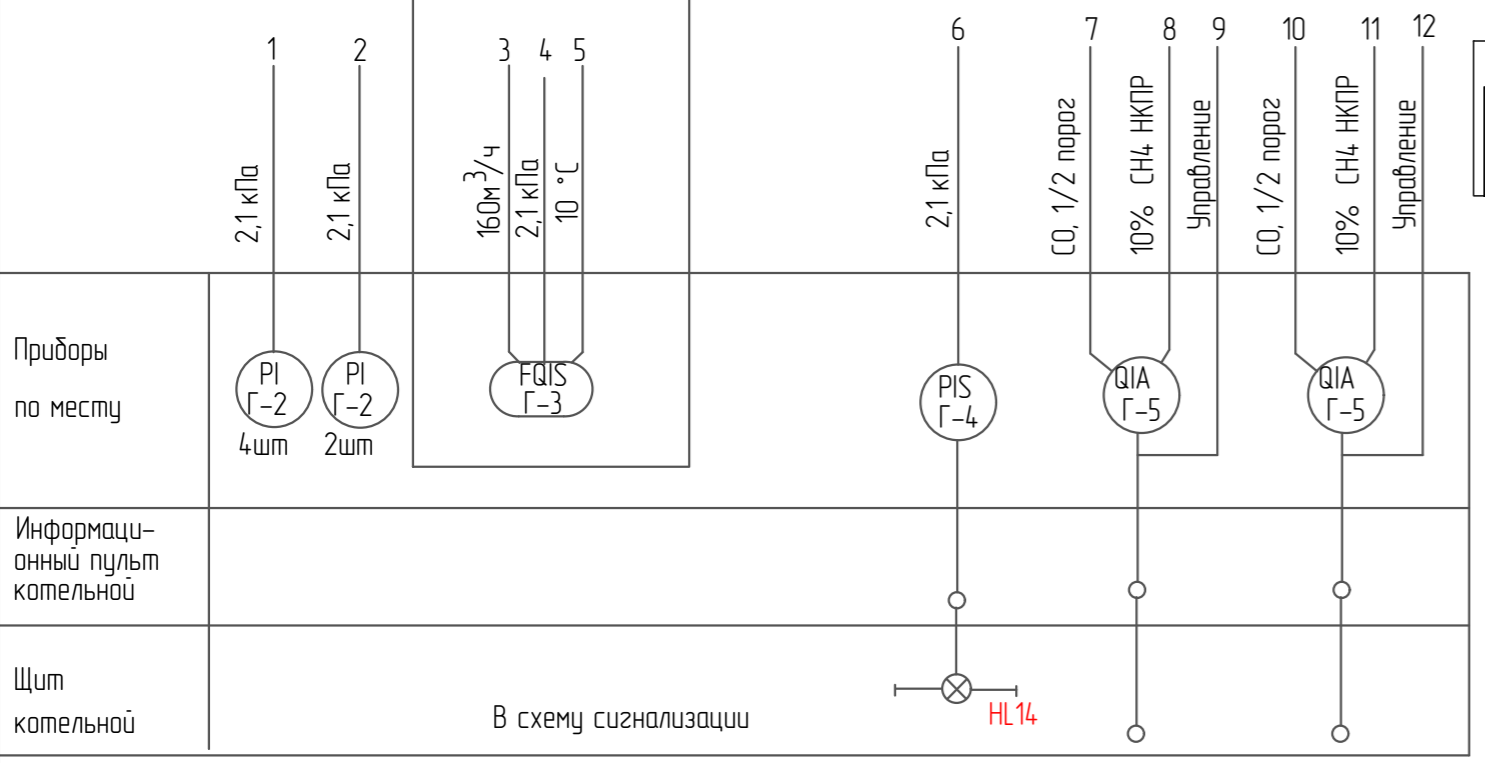 1
2
3
4
5
6
7
8
9
10
11
12
2,1 кПа
2,1 кПа
160м³/ч
2,1 кПа
10 °С
2,1 кПа
СО, 1/2 порог
10% СН4 НКПР
Управление
СО, 1/2 порог
10% СН4 НКПР
Управление
Приборы
по месту
PI
Г-2
4шт
PI
Г-2
2шт
FQIS
Г-3
PIS
Г-4
QIA
Г-5
QIA
Г-5
Информаци-
онный пульт
котельной
Щит
котельной
В схему сигнализации
HL14